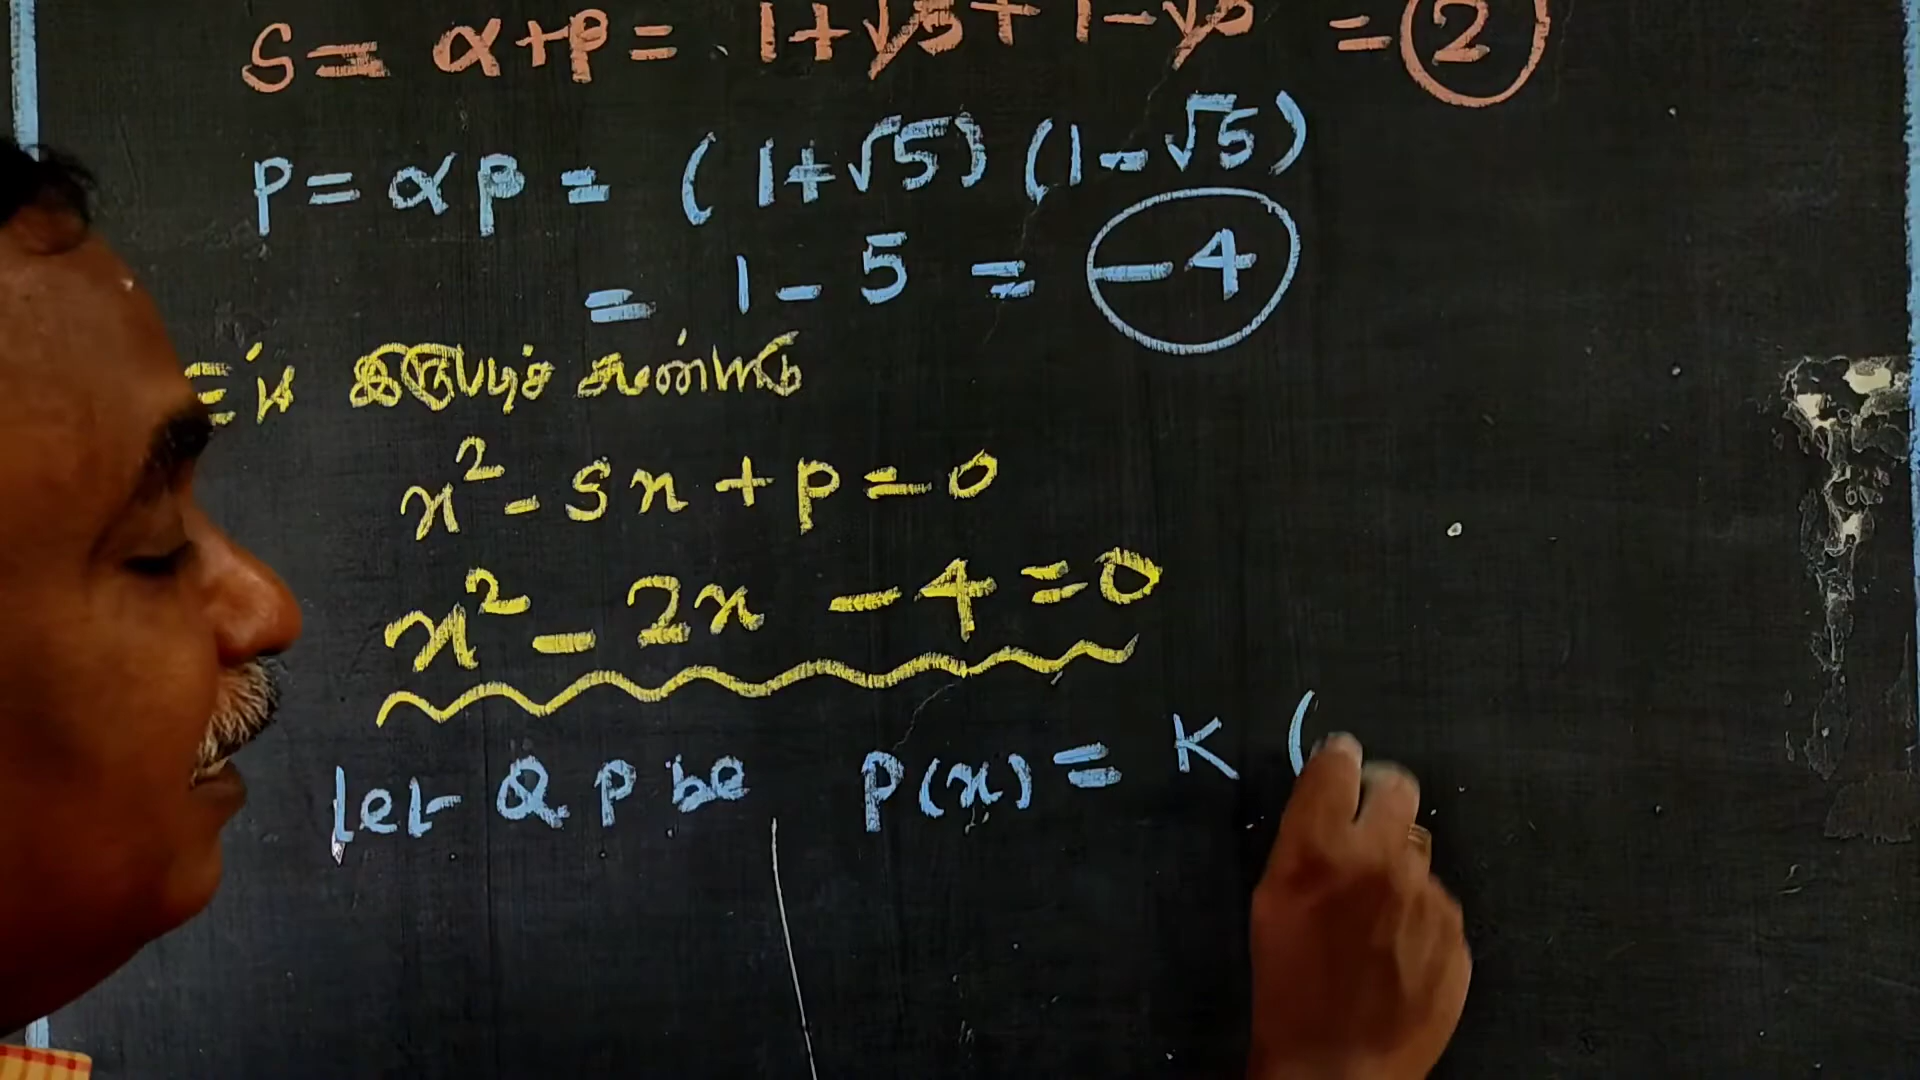 S = α+β = 1+√5 + 1-√5 = 2
P = αβ = (1+√5) (1-√5)
= 1 - 5 = -4
இருபடிச் சமன்பாடு
x² - Sx + P = 0
x² - 2x - 4 = 0
let Q P be P(x) = K (